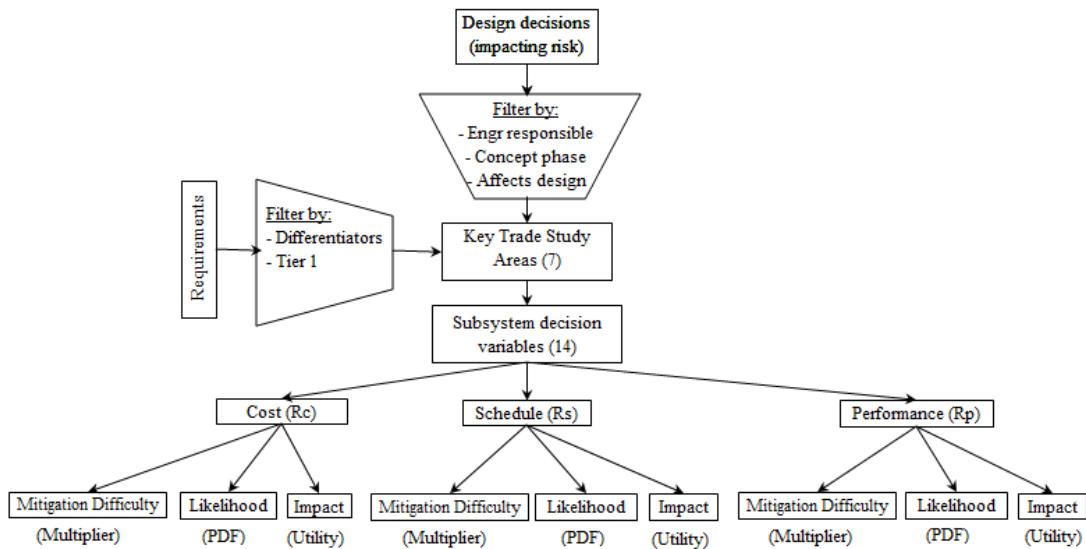 Design decisions
(impacting risk)
Filter by:
- Engr responsible
- Concept phase
- Affects design
Requirements
Filter by:
- Differentiators
- Tier 1
Key Trade Study
Areas (7)
Subsystem decision
variables (14)
Cost (Rc)
Schedule (Rs)
Performance (Rp)
Mitigation Difficulty
(Multiplier)
Likelihood
(PDF)
Impact
(Utility)
Mitigation Difficulty
(Multiplier)
Likelihood
(PDF)
Impact
(Utility)
Mitigation Difficulty
(Multiplier)
Likelihood
(PDF)
Impact
(Utility)